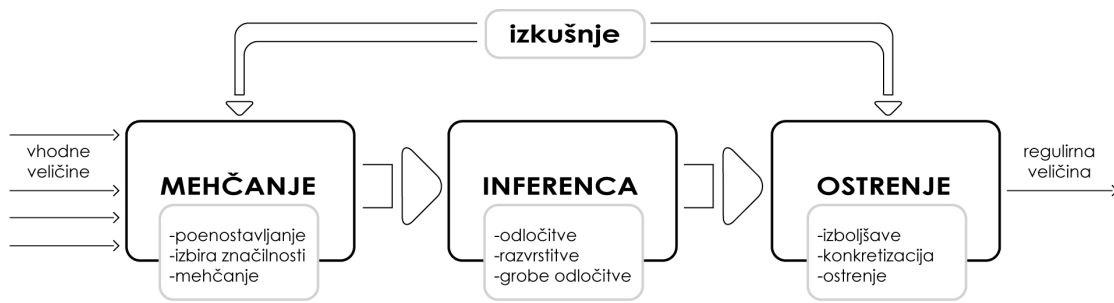 izkušnje
vhodne
veličine
MEHČANJE
-poenostavljanje
-izbira značilnosti
-mehčanje
INFERENCA
-odločitve
-razvrstitve
-grobe odločitve
OSTRENJE
-izboljšave
-konkretizacija
-ostrenje
regulirna
veličina